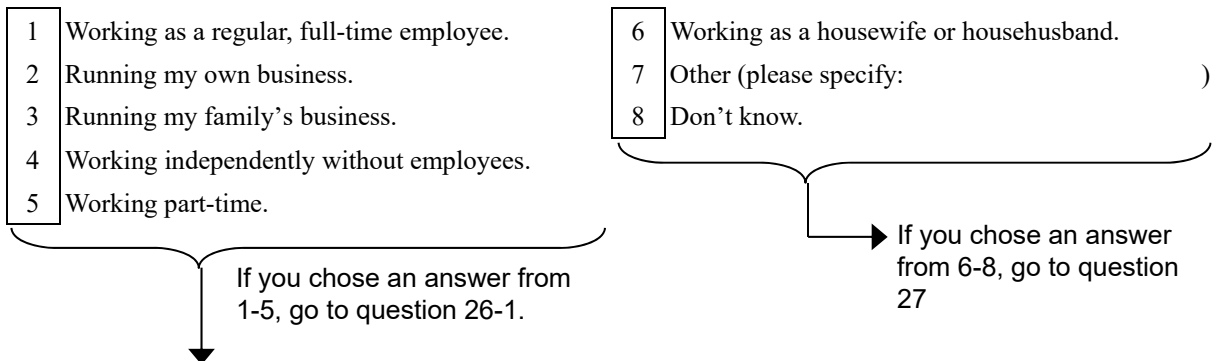 1 Working as a regular, full-time employee.
2 Running my own business.
3 Running my family’s business.
4 Working independently without employees.
5 Working part-time.
If you chose an answer from
1-5, go to question 26-1.
6 Working as a housewife or househusband.
7 Other (please specify: )
8 Don’t know.
If you chose an answer
from 6-8, go to question
27